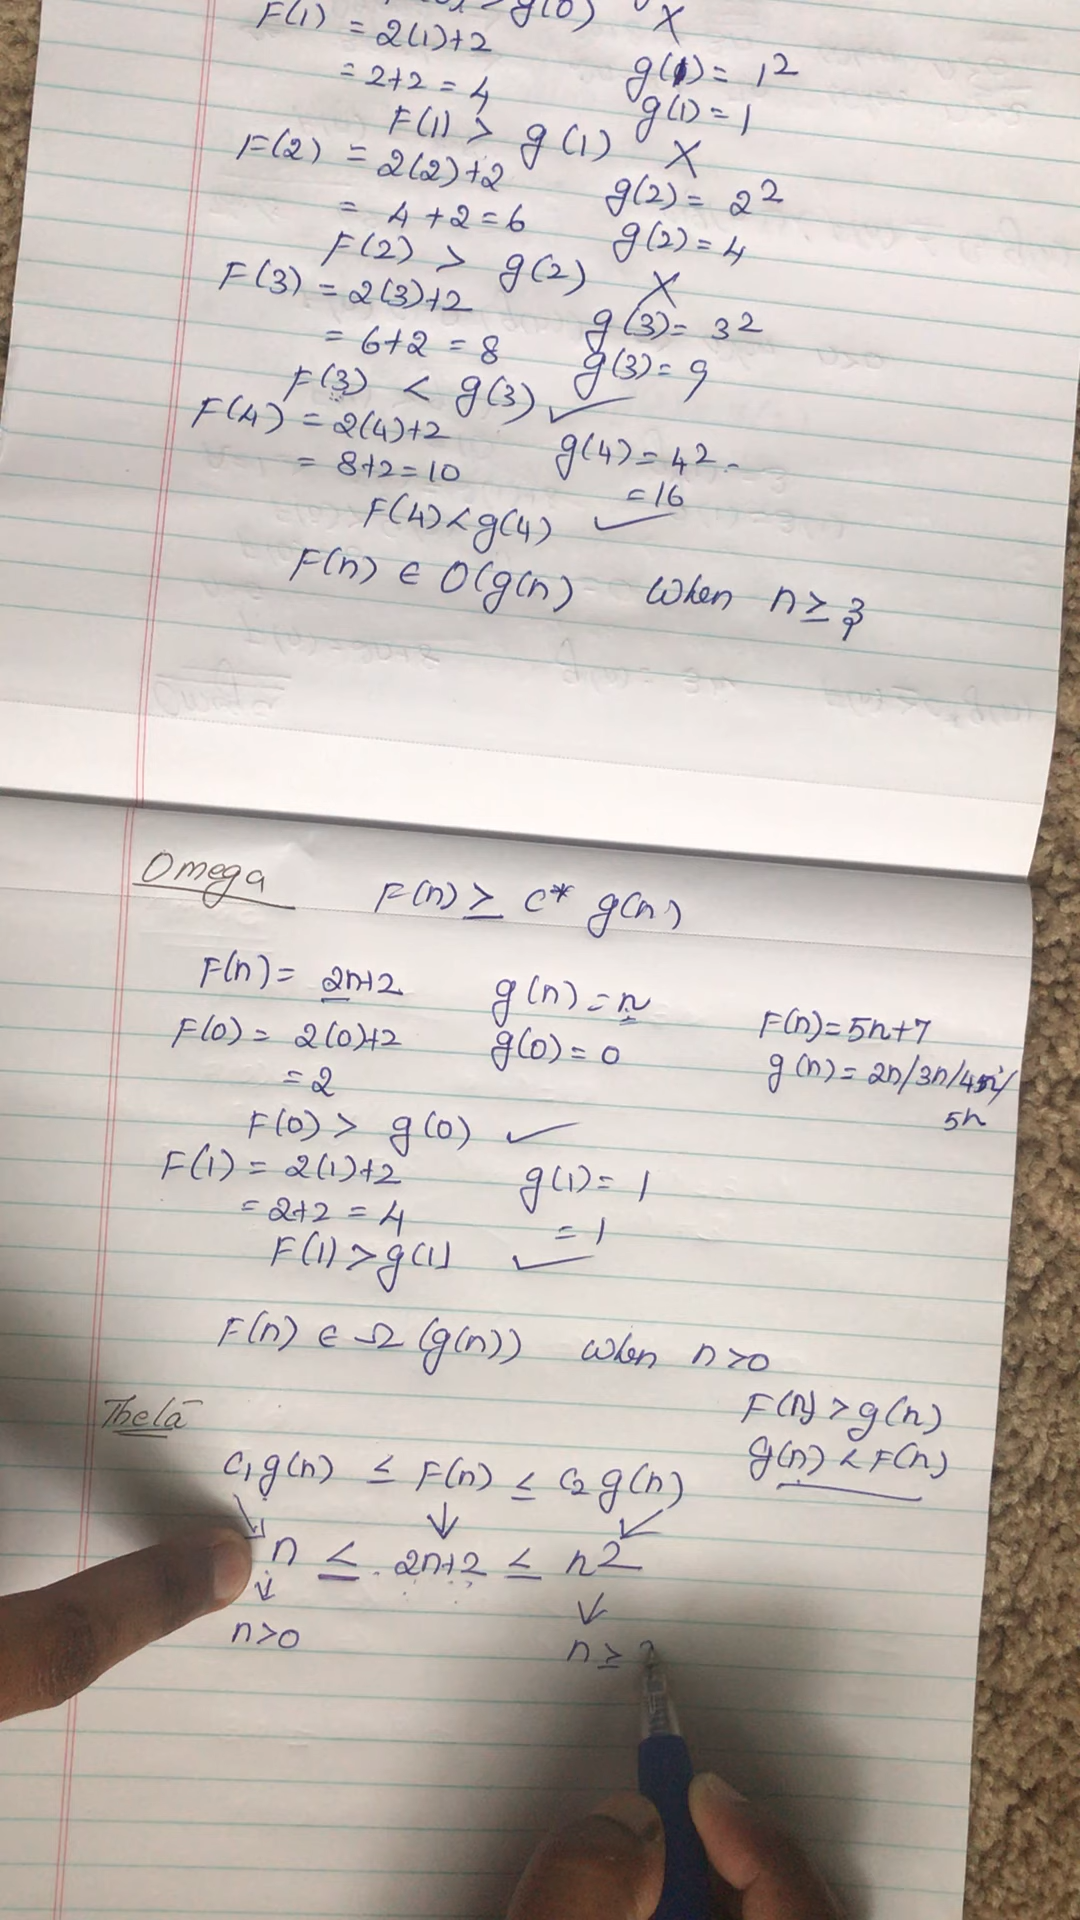 > g(0) X
F(1) = 2(1)+2
= 2+2 = 4
g(1) = 1²
g(1) = 1
F(1) > g(1) X
F(2) = 2(2)+2
= 4+2=6
g(2) = 2²
g(2) = 4
F(2) > g(2) X
F(3) = 2(3)+2
= 6+2 = 8
g(3) = 3²
g(3) = 9
F(3) < g(3) ✓
F(4) = 2(4)+2
= 8+2=10
g(4) = 4²
=16
F(4) < g(4) ✓
F(n) ∈ O(g(n) when n ≥ 3
Omega F(n) ≥ c* g(n)
F(n) = 2n+2 g(n) = n
F(0) = 2(0)+2 g(0) = 0
= 2
F(0) > g(0) ✓
F(n)=5n+7
g(n) = 2n/3n/4n/
5n
F(1) = 2(1)+2 g(1) = 1
= 2+2 = 4 = 1
F(1) > g(1) ✓
F(n) ∈ Ω (g(n)) when n>0
F(n) > g(n)
g(n) < F(n)
Theta
C₁g(n) ≤ F(n) ≤ C₂ g(n)
↘ ↓ ↙
n ≤ 2n+2 ≤ n2
↓ ↓
n>0 n ≥